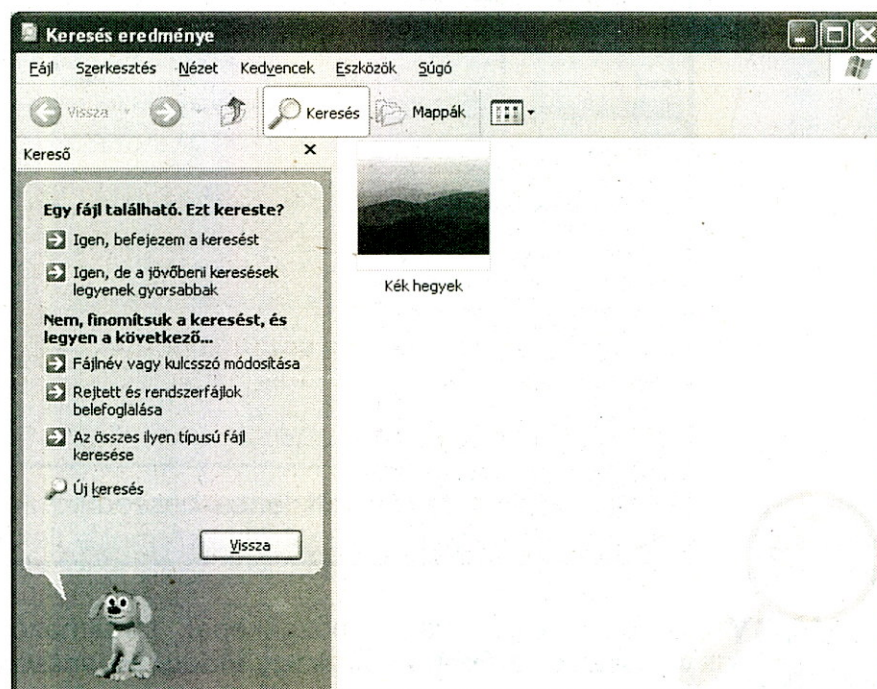 Keresés eredménye
Fájl Szerkesztés Nézet Kedvencek Eszközök Súgó
Vissza Keresés Mappák
Kereső
Egy fájl található. Ezt kereste?
Igen, befejezem a keresést
Igen, de a jövőbeni keresések
legyenek gyorsabbak
Nem, finomítsuk a keresést, és
legyen a következő...
Fájlnév vagy kulcsszó módosítása
Rejtett és rendszerfájlok
belefoglalása
Az összes ilyen típusú fájl
keresése
Új keresés
Vissza
Kék hegyek